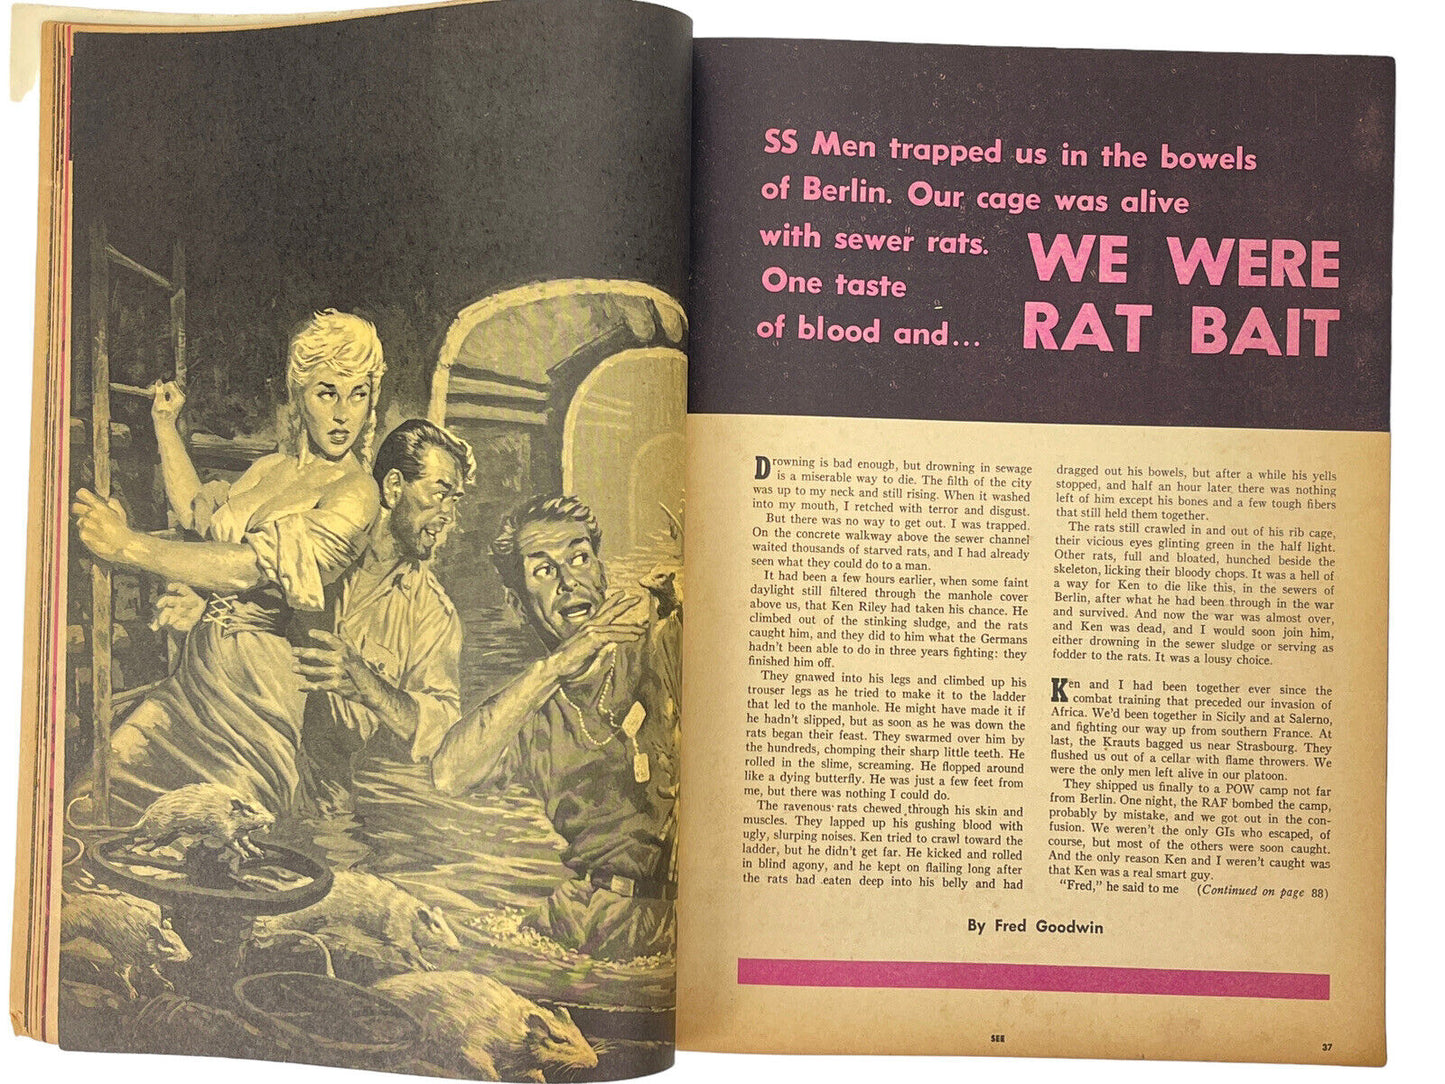 SS Men trapped us in the bowels
of Berlin. Our cage was alive
with sewer rats.
One taste
of blood and...
WE WERE
RAT BAIT
Drowning is bad enough, but drowning in sewage
is a miserable way to die. The filth of the city
was up to my neck and still rising. When it washed
into my mouth, I retched with terror and disgust.
But there was no way to get out. I was trapped.
On the concrete walkway above the sewer channel
waited thousands of starved rats, and I had already
seen what they could do to a man.
It had been a few hours earlier, when some faint
daylight still filtered through the manhole cover
above us, that Ken Riley had taken his chance. He
climbed out of the stinking sludge, and the rats
caught him, and they did to him what the Germans
hadn't been able to do in three years fighting: they
finished him off.
They gnawed into his legs and climbed up his
trouser legs as he tried to make it to the ladder
that led to the manhole. He might have made it if
he hadn't slipped, but as soon as he was down the
rats began their feast. They swarmed over him by
the hundreds, chomping their sharp little teeth. He
rolled in the slime, screaming. He flopped around
like a dying butterfly. He was just a few feet from
me, but there was nothing I could do.
The ravenous rats chewed through his skin and
muscles. They lapped up his gushing blood with
ugly, slurping noises. Ken tried to crawl toward the
ladder, but he didn't get far. He kicked and rolled
in blind agony, and he kept on flailing long after
the rats had eaten deep into his belly and had
dragged out his bowels, but after a while his yells
stopped, and half an hour later there was nothing
left of him except his bones and a few tough fibers
that still held them together.
The rats still crawled in and out of his rib cage,
their vicious eyes glinting green in the half light.
Other rats, full and bloated, hunched beside the
skeleton, licking their bloody chops. It was a hell of
a way for Ken to die like this, in the sewers of
Berlin, after what he had been through in the war
and survived. And now the war was almost over,
and Ken was dead, and I would soon join him,
either drowning in the sewer sludge or serving as
fodder to the rats. It was a lousy choice.
Ken and I had been together ever since the
combat training that preceded our invasion of
Africa. We'd been together in Sicily and at Salerno,
and fighting our way up from southern France. At
last, the Krauts bagged us near Strasbourg. They
flushed us out of a cellar with flame throwers. We
were the only men left alive in our platoon.
They shipped us finally to a POW camp not far
from Berlin. One night, the RAF bombed the camp,
probably by mistake, and we got out in the con-
fusion. We weren't the only GIs who escaped, of
course, but most of the others were soon caught.
And the only reason Ken and I weren't caught was
that Ken was a real smart guy.
"Fred," he said to me (Continued on page 88)
By Fred Goodwin
SEE
37